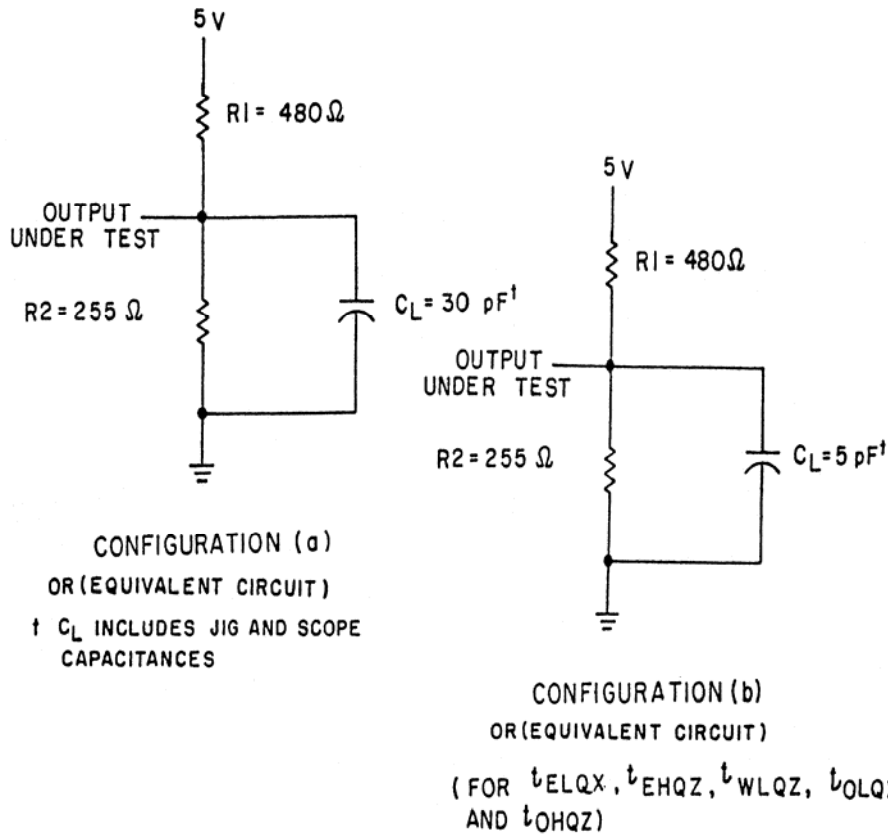 5 V
R1 = 480 Ω
OUTPUT
UNDER TEST
R2 = 255 Ω
C_L = 30 pF†
CONFIGURATION (a)
OR (EQUIVALENT CIRCUIT)
† C_L INCLUDES JIG AND SCOPE
CAPACITANCES
5 V
R1 = 480Ω
OUTPUT
UNDER TEST
R2 = 255 Ω
C_L = 5 pF†
CONFIGURATION (b)
OR (EQUIVALENT CIRCUIT)
(FOR t_ELQX, t_EHQZ, t_WLQZ,
AND t_OHQZ)